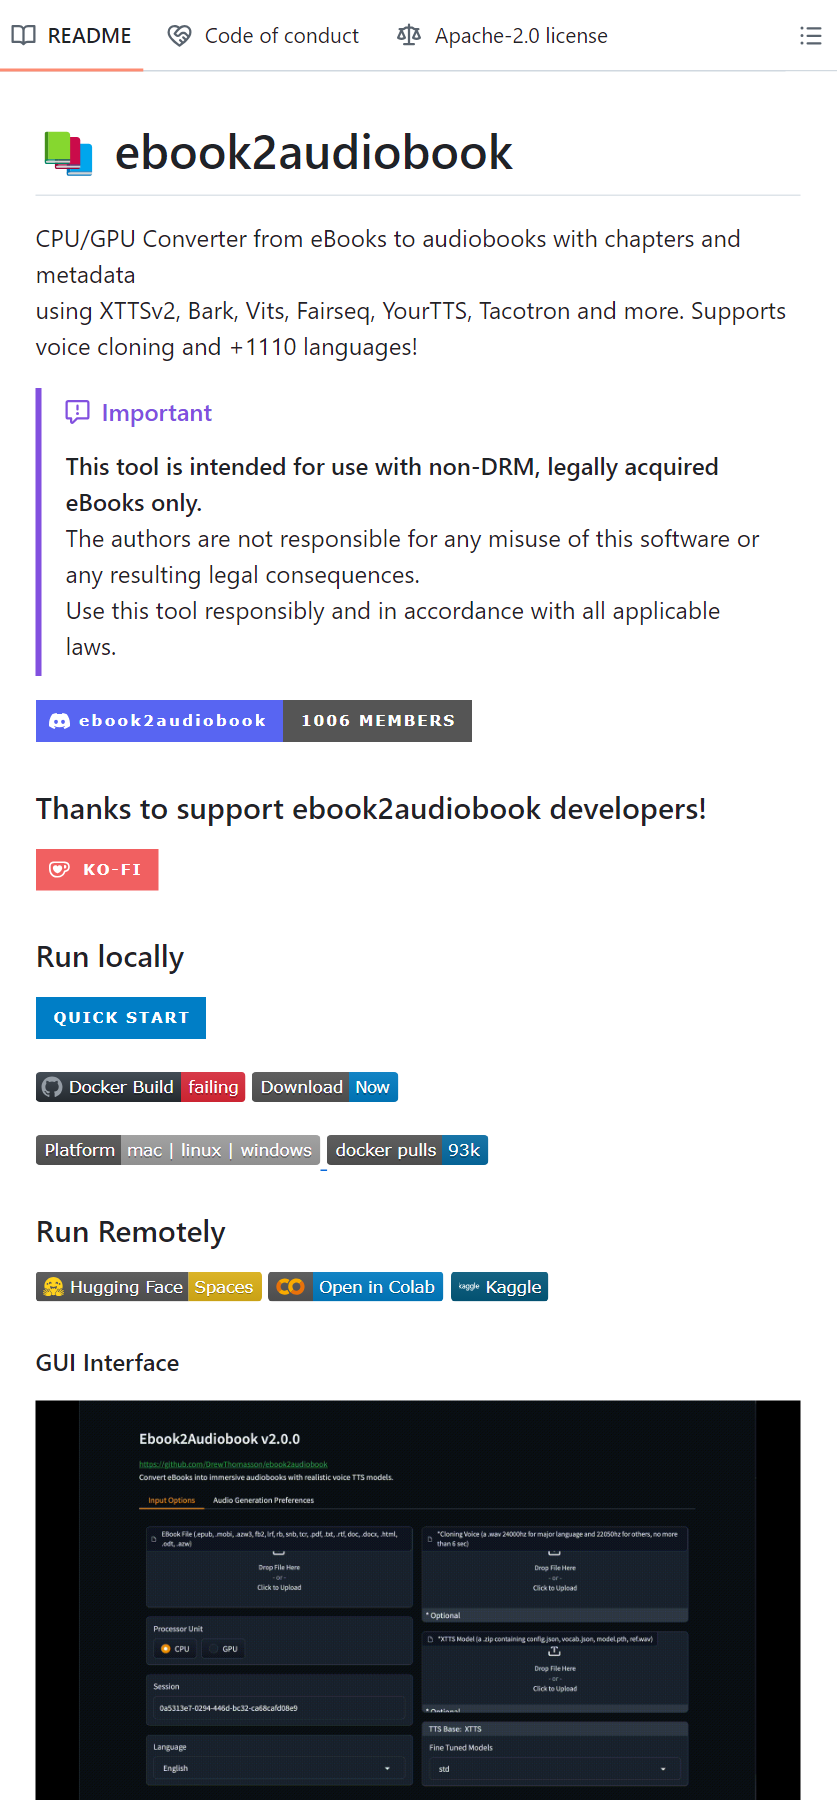 README
Code of conduct
Apache-2.0 license
ebook2audiobook
CPU/GPU Converter from eBooks to audiobooks with chapters and
metadata
using XTTSv2, Bark, Vits, Fairseq, YourTTS, Tacotron and more. Supports
voice cloning and +1110 languages!
Important
This tool is intended for use with non-DRM, legally acquired
eBooks only.
The authors are not responsible for any misuse of this software or
any resulting legal consequences.
Use this tool responsibly and in accordance with all applicable
laws.
ebook2audiobook 1006 MEMBERS
Thanks to support ebook2audiobook developers!
KO-FI
Run locally
QUICK START
Docker Build failing Download Now
Platform mac | linux | windows docker pulls 93k
Run Remotely
Hugging Face Spaces Open in Colab kaggle Kaggle
GUI Interface
Ebook2Audiobook v2.0.0
https://github.com/DrewThomasson/ebook2audiobook
Convert eBooks into immersive audiobooks with realistic voice TTS models.
Input Options Audio Generation Preferences
EBook File (.epub, .mobi, .azw3, fb2, lrf, rb, snb, tcr, .pdf, .txt, .rtf, doc, .docx, .html,
.odt, .azw)
Drop File Here
- or -
Click to Upload
*Cloning Voice (a .wav 24000hz for major language and 22050hz for others, no more
than 6 sec)
Drop File Here
- or -
Click to Upload
* Optional
Processor Unit
CPU GPU
*XTTS Model (a .zip containing config.json, vocab.json, model.pth, ref.wav)
Drop File Here
- or -
Click to Upload
* Optional
Session
0a5313e7-0294-446d-bc32-ca68cafd08e9
TTS Base: XTTS
Fine Tuned Models
std
Language
English